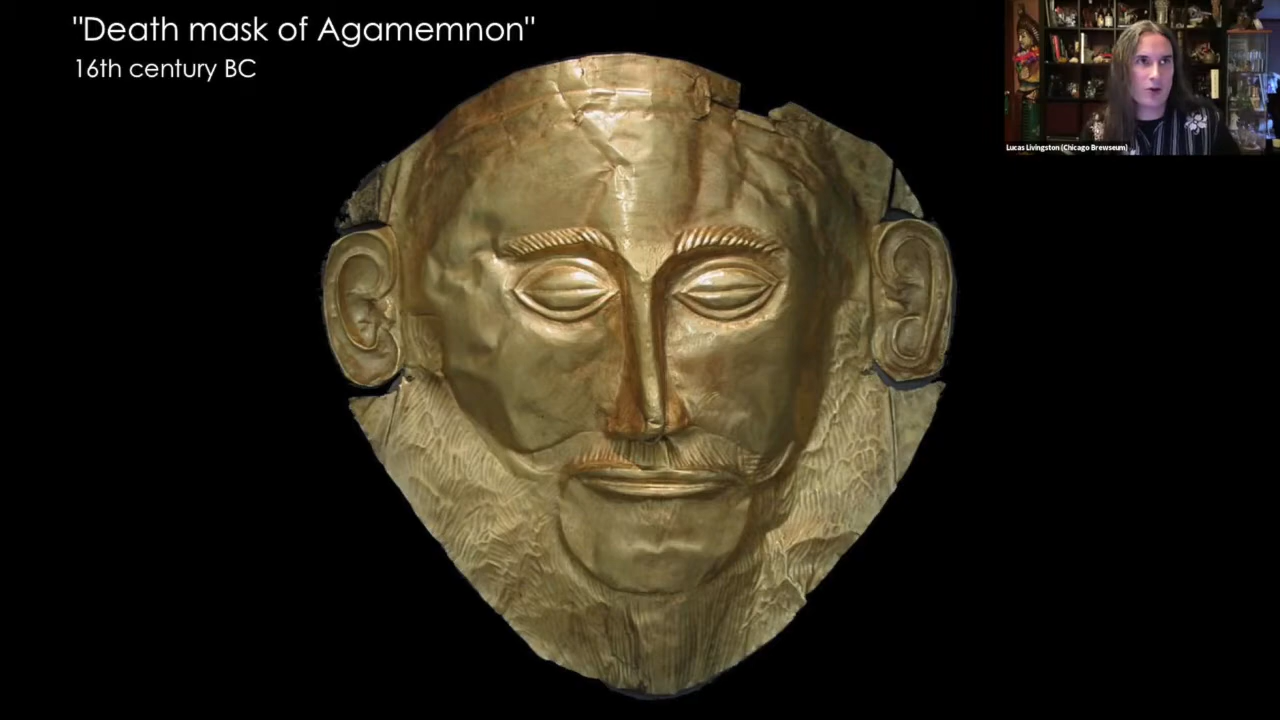 "Death mask of Agamemnon"
16th century BC
Lucas Livingston (Chicago Brewseum)